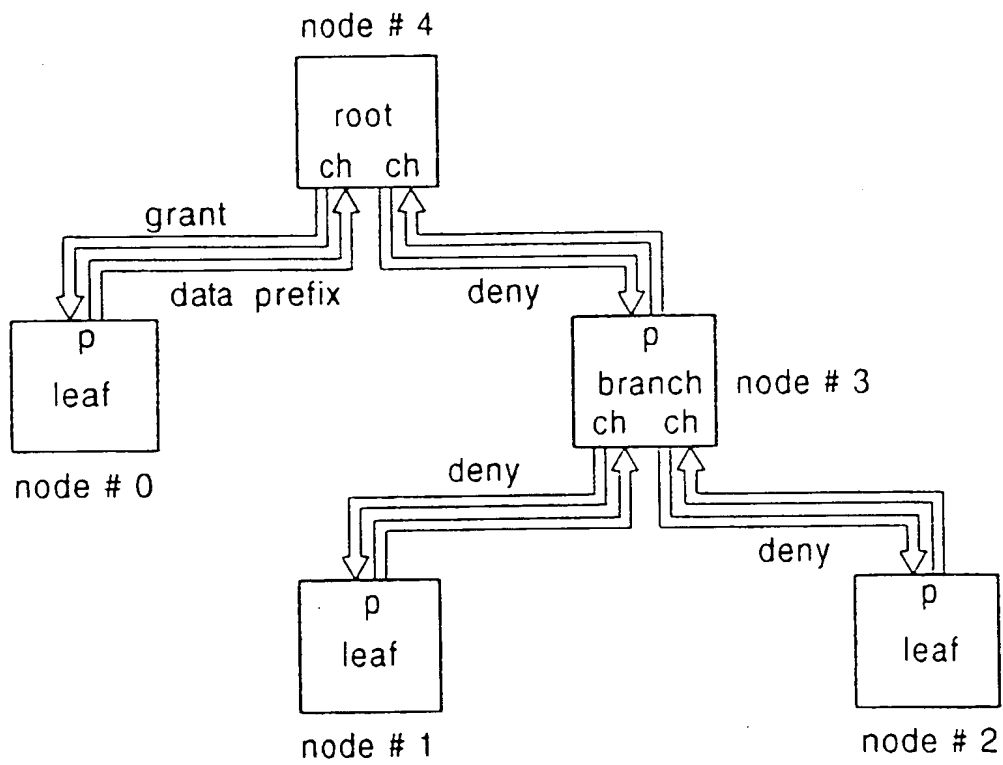 node # 4
root
ch ch
grant
data prefix
deny
p
leaf
node # 0
p
branch
ch ch
node # 3
deny
deny
p
leaf
node # 1
p
leaf
node # 2